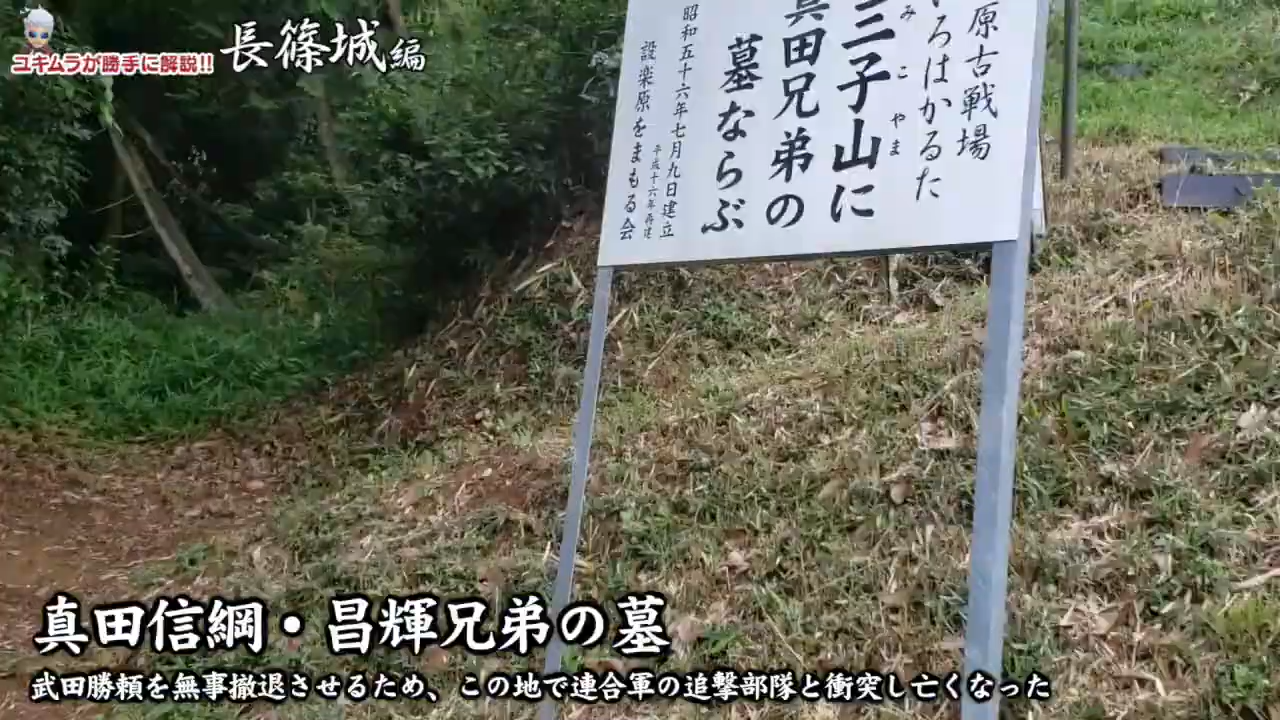 ユキムラが勝手に解説!!
長篠城編
原古戦場
ろはかるた
三子山に
みこやま
真田兄弟の
墓ならぶ
昭和五十六年七月九日建立
平成十六年再建
設楽原をまもる会
真田信綱・昌輝兄弟の墓
武田勝頼を無事撤退させるため、この地で連合軍の追撃部隊と衝突し亡くなった